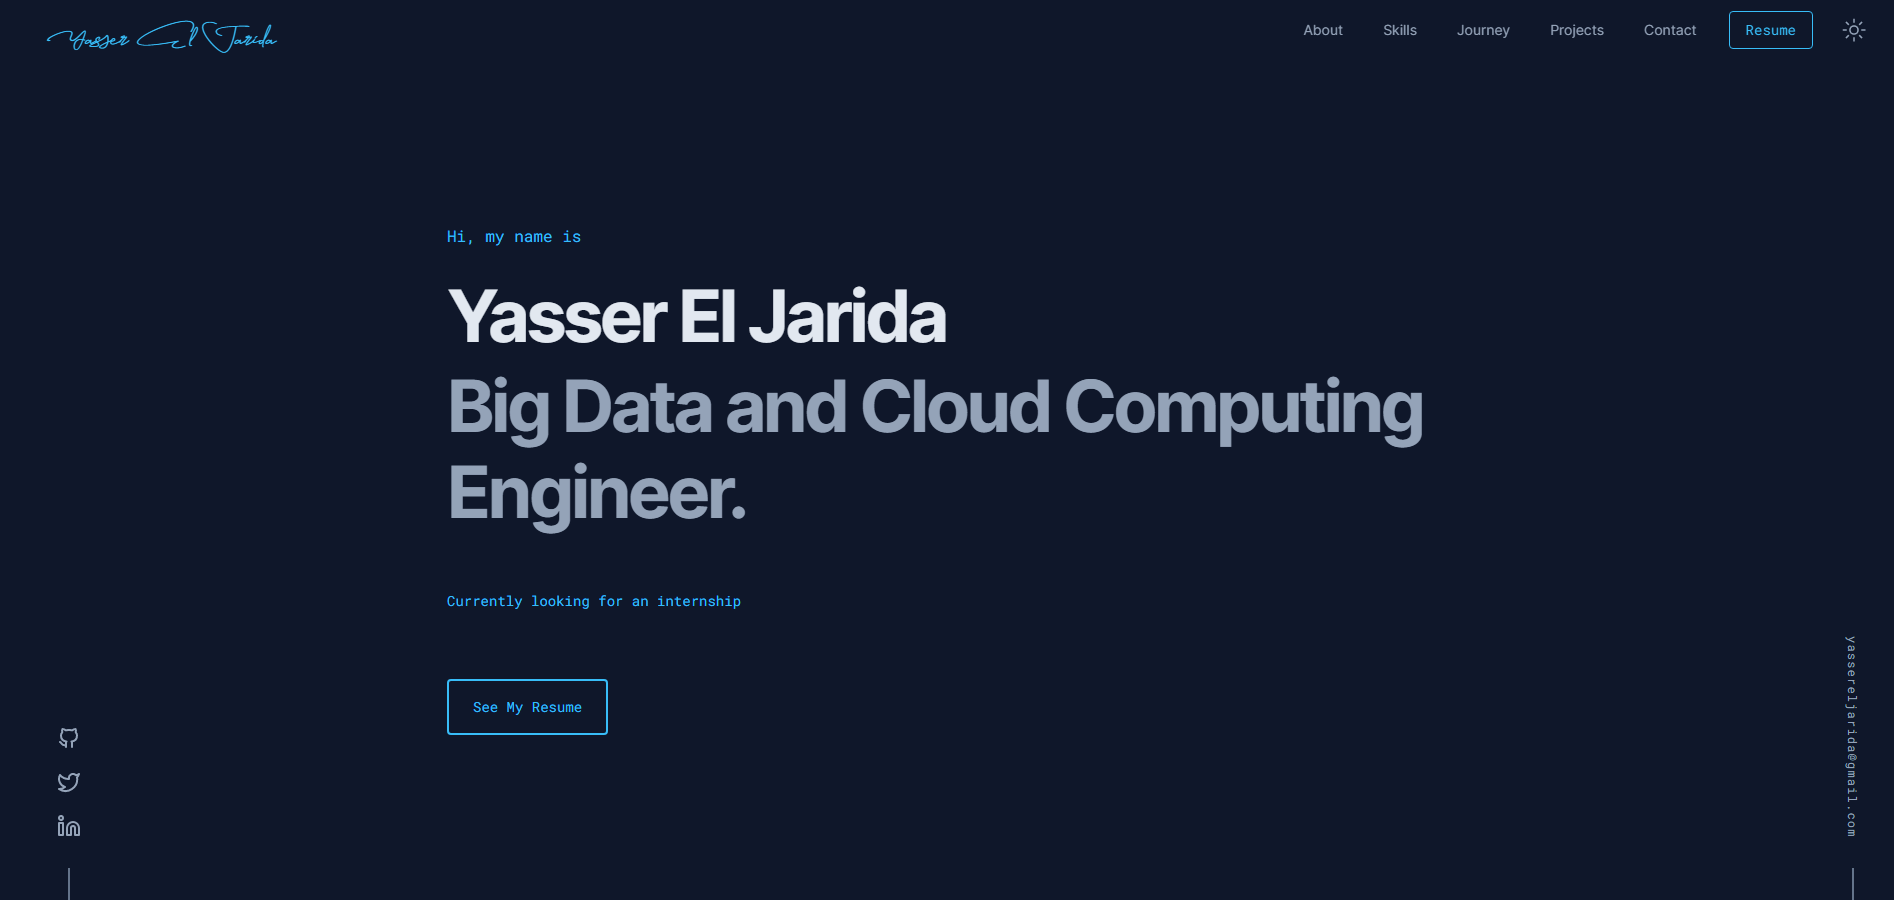 Yasser El Jarida
About
Skills
Journey
Projects
Contact
Resume
Hi, my name is
Yasser El Jarida
Big Data and Cloud Computing
Engineer.
Currently looking for an internship
See My Resume
yassereljarida@gmail.com